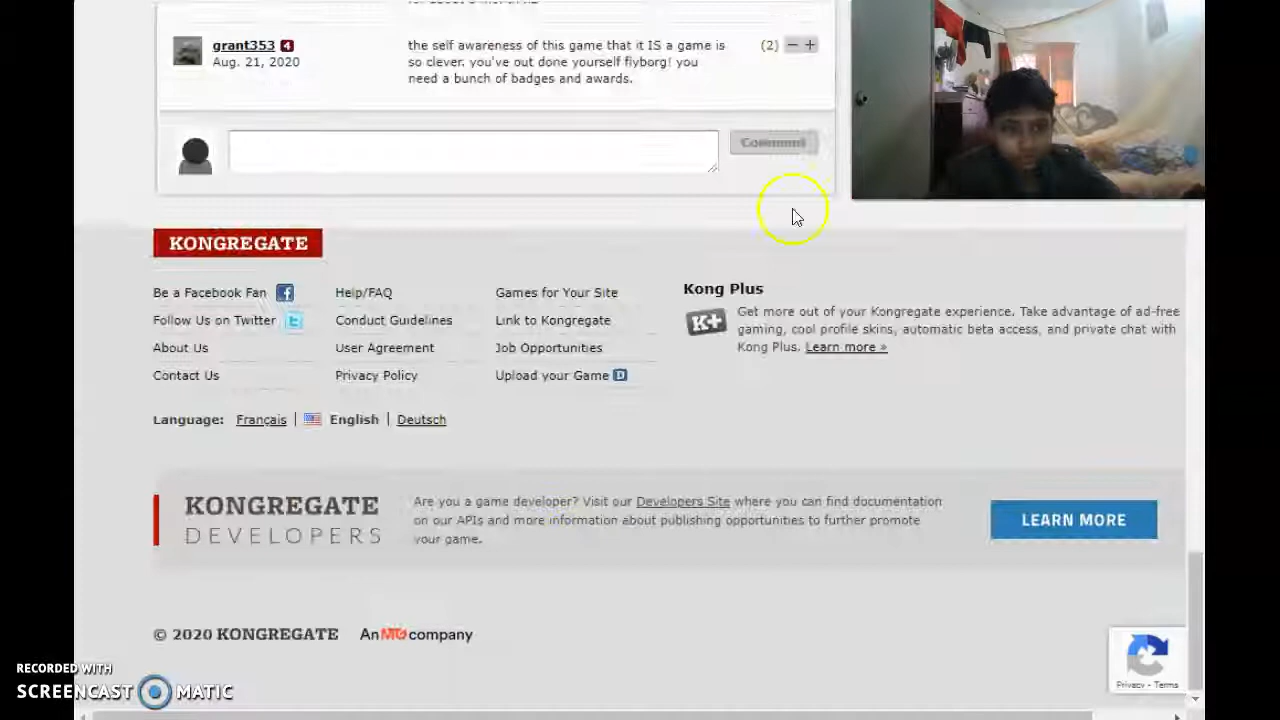 grant353 4
Aug. 21, 2020
the self awareness of this game that it IS a game is
so clever. you've out done yourself flyborg! you
need a bunch of badges and awards.
(2) − +
Comment
KONGREGATE
Be a Facebook Fan
Follow Us on Twitter
About Us
Contact Us
Help/FAQ
Conduct Guidelines
User Agreement
Privacy Policy
Games for Your Site
Link to Kongregate
Job Opportunities
Upload your Game D
Kong Plus
K+
Get more out of your Kongregate experience. Take advantage of ad-free
gaming, cool profile skins, automatic beta access, and private chat with
Kong Plus. Learn more »
Language: Français | English | Deutsch
KONGREGATE
DEVELOPERS
Are you a game developer? Visit our Developers Site where you can find documentation
on our APIs and more information about publishing opportunities to further promote
your game.
LEARN MORE
© 2020 KONGREGATE An MTG company
Privacy - Terms
RECORDED WITH
SCREENCAST MATIC